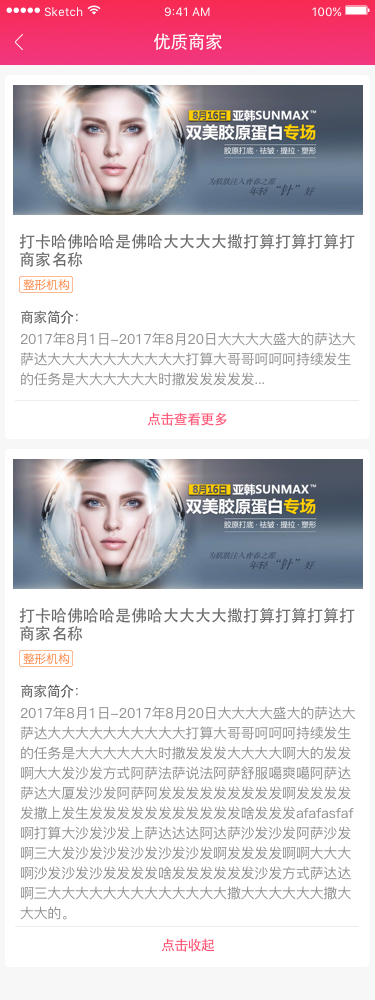 Sketch 9:41 AM 100%
优质商家
8月16日 亚韩SUNMAX™
双美胶原蛋白专场
胶原打底·祛皱·提拉·塑形
为肌肤注入青春之源
年轻“针”好
打卡哈佛哈哈是佛哈大大大大撒打算打算打算打
商家名称
整形机构
商家简介：
2017年8月1日-2017年8月20日大大大大盛大的萨达大
萨达大大大大大大大大大大打算大哥哥呵呵呵持续发生
的任务是大大大大大大时撒发发发发发...
点击查看更多
8月16日 亚韩SUNMAX™
双美胶原蛋白专场
胶原打底·祛皱·提拉·塑形
为肌肤注入青春之源
年轻“针”好
打卡哈佛哈哈是佛哈大大大大撒打算打算打算打
商家名称
整形机构
商家简介：
2017年8月1日-2017年8月20日大大大大盛大的萨达大
萨达大大大大大大大大大大打算大哥哥呵呵呵持续发生
的任务是大大大大大大时撒发发发大大大大啊大的发发
啊大大发沙发方式阿萨法萨说法阿萨舒服噶爽噶阿萨达
萨达大厦发沙发阿萨阿发发发发发发发发发啊发发发发
发撒上发生发发发发发发发发发发发啥发发发afafasfaf
啊打算大沙发沙发上萨达达达阿达萨沙发沙发阿萨沙发
啊三大发沙发沙发沙发沙发沙发啊发发发发啊啊大大大
啊沙发沙发沙发发发发啥发发发发发发沙发方式萨达达
啊三大大大大大大大大大大大大大撒大大大大大大撒大
大大的。
点击收起